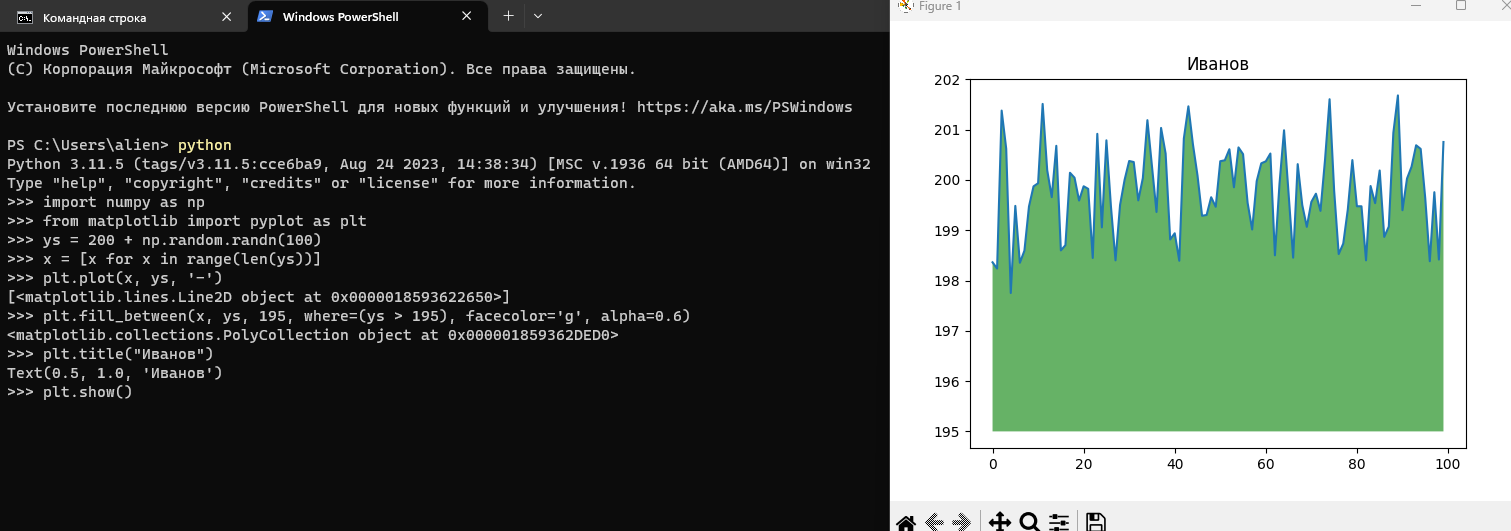 Командная строка
Windows PowerShell
Windows PowerShell
(C) Корпорация Майкрософт (Microsoft Corporation). Все права защищены.
Установите последнюю версию PowerShell для новых функций и улучшения! https://aka.ms/PSWindows
PS C:\Users\alien> python
Python 3.11.5 (tags/v3.11.5:cce6ba9, Aug 24 2023, 14:38:34) [MSC v.1936 64 bit (AMD64)] on win32
Type "help", "copyright", "credits" or "license" for more information.
>>> import numpy as np
>>> from matplotlib import pyplot as plt
>>> ys = 200 + np.random.randn(100)
>>> x = [x for x in range(len(ys))]
>>> plt.plot(x, ys, '-')
[<matplotlib.lines.Line2D object at 0x0000018593622650>]
>>> plt.fill_between(x, ys, 195, where=(ys > 195), facecolor='g', alpha=0.6)
<matplotlib.collections.PolyCollection object at 0x000001859362DED0>
>>> plt.title("Иванов")
Text(0.5, 1.0, 'Иванов')
>>> plt.show()
Figure 1
Иванов
202
201
200
199
198
197
196
195
0 20 40 60 80 100